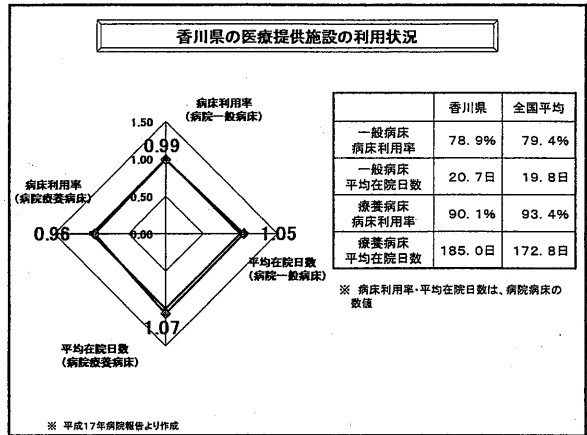 香川県の医療提供施設の利用状況
病床利用率
(病院一般病床)
1.50
0.99
1.00
0.50
0.00
病床利用率
(病院療養病床)
0.96
1.05
平均在院日数
(病院一般病床)
1.07
平均在院日数
(病院療養病床)
香川県 全国平均
一般病床
病床利用率 78.9% 79.4%
一般病床
平均在院日数 20.7日 19.8日
療養病床
病床利用率 90.1% 93.4%
療養病床
平均在院日数 185.0日 172.8日
※ 病床利用率・平均在院日数は、病院病床の
数値
※ 平成17年病院報告より作成